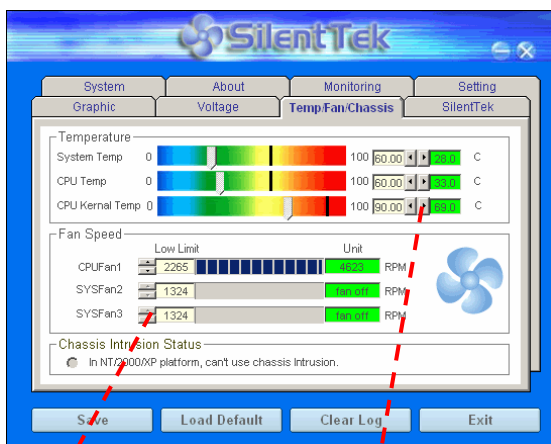 SilentTek
System About Monitoring Setting
Graphic Voltage Temp/Fan/Chassis SilentTek
Temperature
System Temp 0 100 60.00 28.0 C
CPU Temp 0 100 60.00 33.0 C
CPU Kernal Temp 0 100 90.00 69.0 C
Fan Speed
Low Limit Unit
CPUFan1 2265 4623 RPM
SYSFan2 1324 fan off RPM
SYSFan3 1324 fan off RPM
Chassis Intrusion Status
In NT/2000/XP platform, can't use chassis Intrusion.
Save Load Default Clear Log Exit